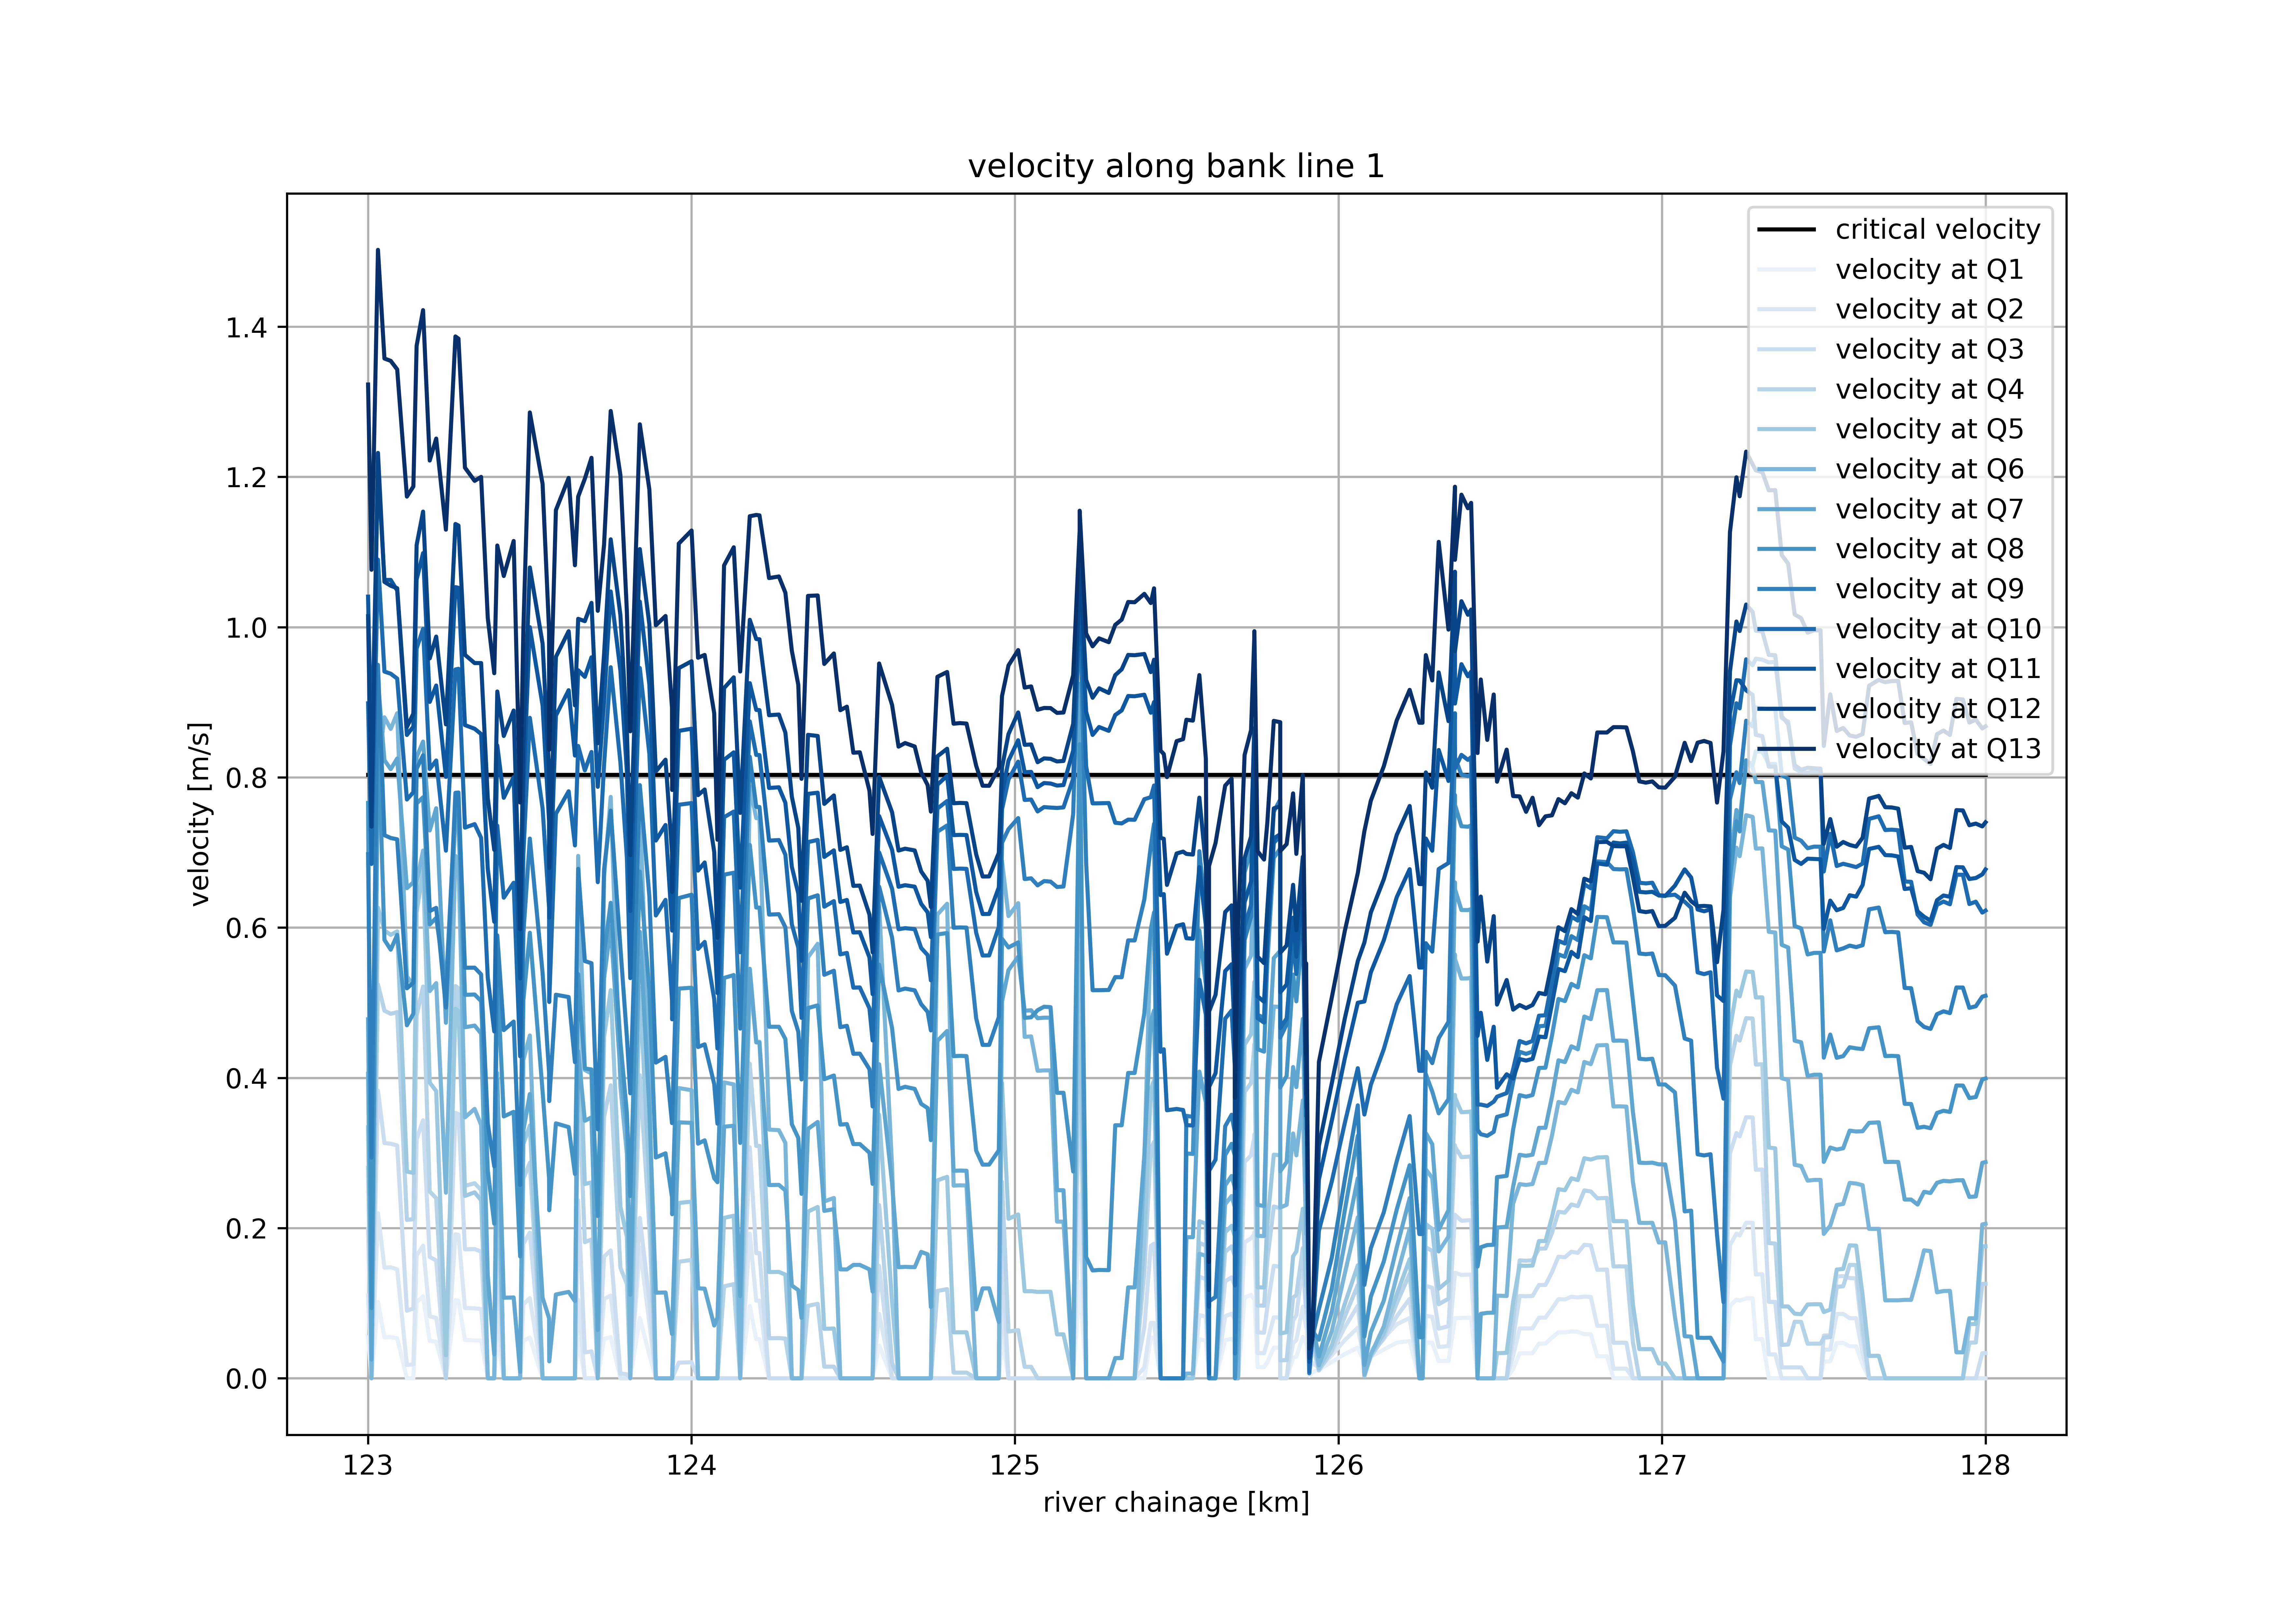 velocity along bank line 1
velocity [m/s]
1.4
1.2
1.0
0.8
0.6
0.4
0.2
0.0
critical velocity
velocity at Q1
velocity at Q2
velocity at Q3
velocity at Q4
velocity at Q5
velocity at Q6
velocity at Q7
velocity at Q8
velocity at Q9
velocity at Q10
velocity at Q11
velocity at Q12
velocity at Q13
123 124 125 126 127 128
river chainage [km]